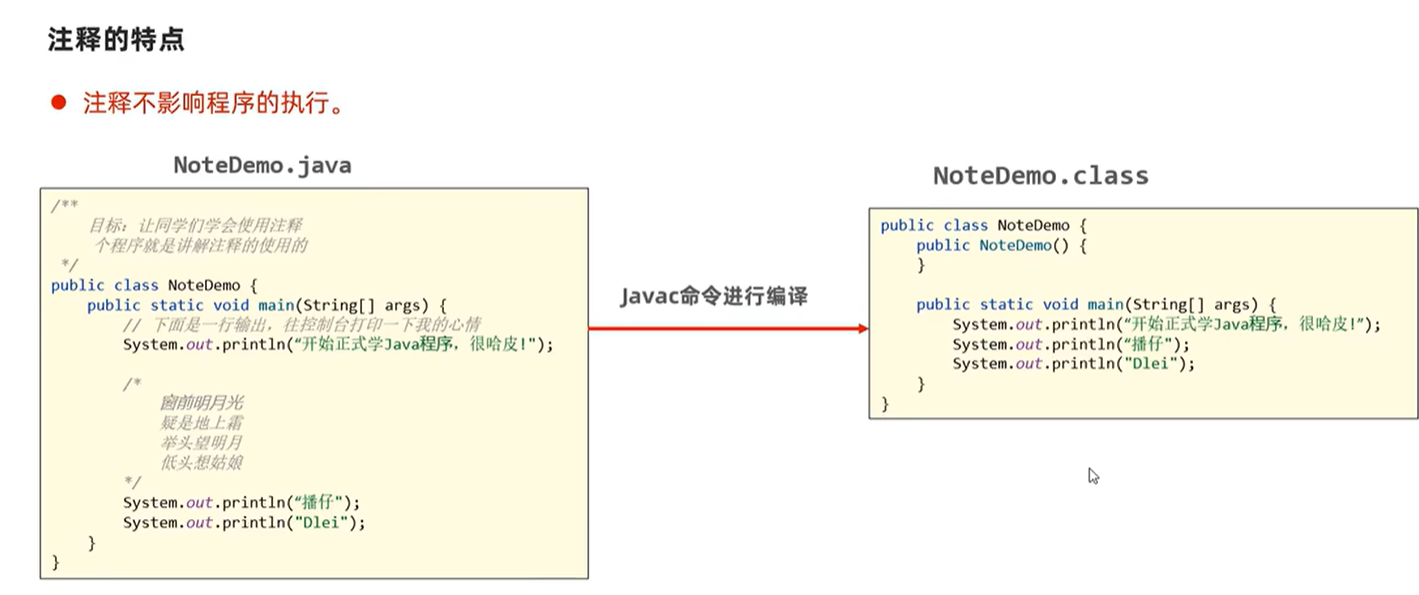 注释的特点
● 注释不影响程序的执行。
NoteDemo.java
/**
目标：让同学们学会使用注释
个程序就是讲解注释的使用的
*/
public class NoteDemo {
public static void main(String[] args) {
// 下面是一行输出，往控制台打印一下我的心情
System.out.println(“开始正式学Java程序，很哈皮!");
/*
窗前明月光
疑是地上霜
举头望明月
低头想姑娘
*/
System.out.println(“播仔");
System.out.println("Dlei");
}
}
Javac命令进行编译
NoteDemo.class
public class NoteDemo {
public NoteDemo() {
}
public static void main(String[] args) {
System.out.println(“开始正式学Java程序，很哈皮!”);
System.out.println(“播仔");
System.out.println("Dlei");
}
}